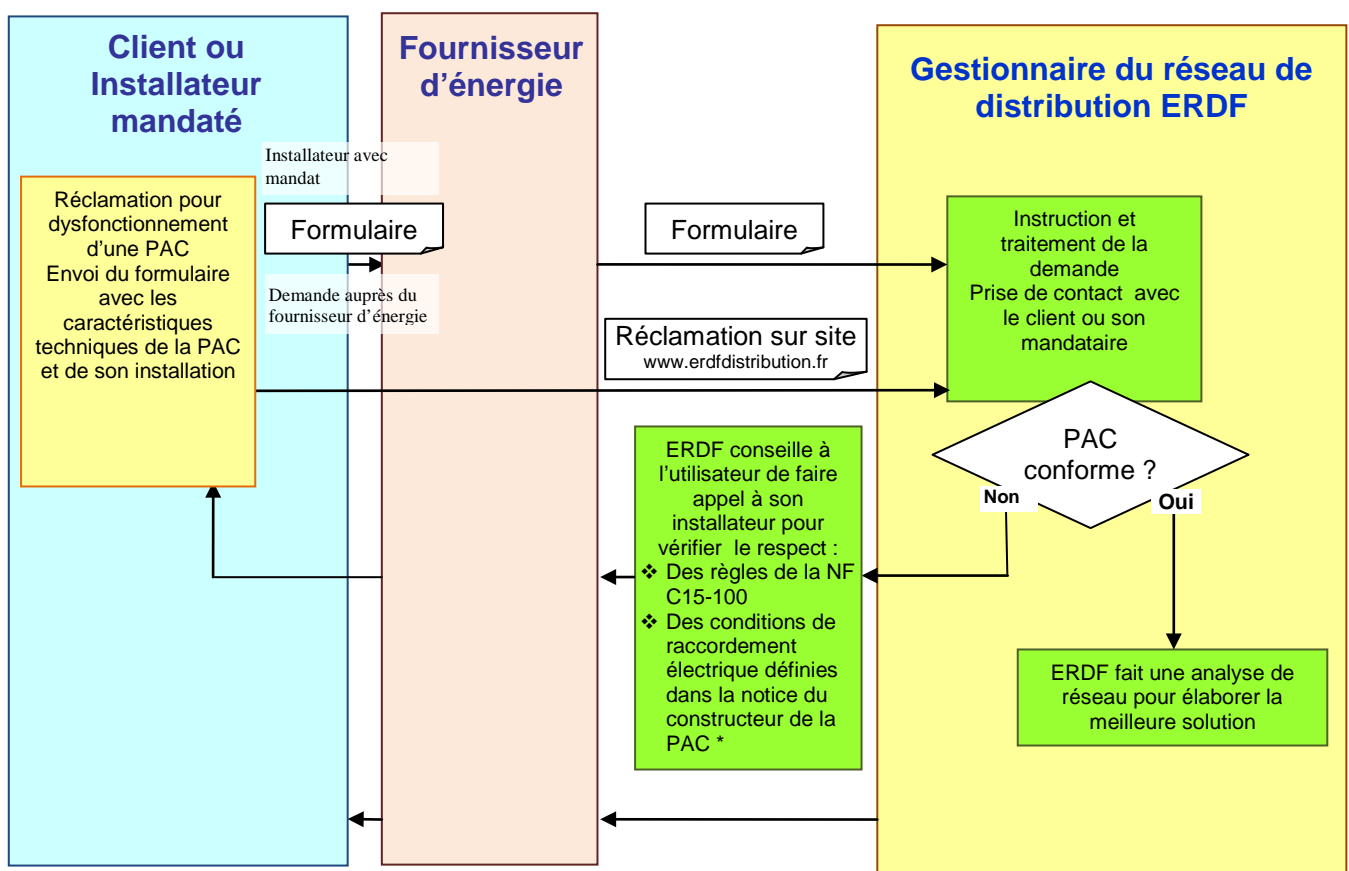 Client ou
Installateur
mandaté
Fournisseur
d'énergie
Gestionnaire du réseau de
distribution ERDF
Installateur avec
mandat
Réclamation pour
dysfonctionnement
d'une PAC
Envoi du formulaire
avec les
caractéristiques
techniques de la PAC
et de son installation
Formulaire
Demande auprès du
fournisseur d'énergie
Formulaire
Réclamation sur site
www.erdfdistribution.fr
Instruction et
traitement de la
demande
Prise de contact avec
le client ou son
mandataire
PAC
conforme ?
Non
Oui
ERDF conseille à
l'utilisateur de faire
appel à son
installateur pour
vérifier le respect :
❖ Des règles de la NF
C15-100
❖ Des conditions de
raccordement
électrique définies
dans la notice du
constructeur de la
PAC *
ERDF fait une analyse de
réseau pour élaborer la
meilleure solution